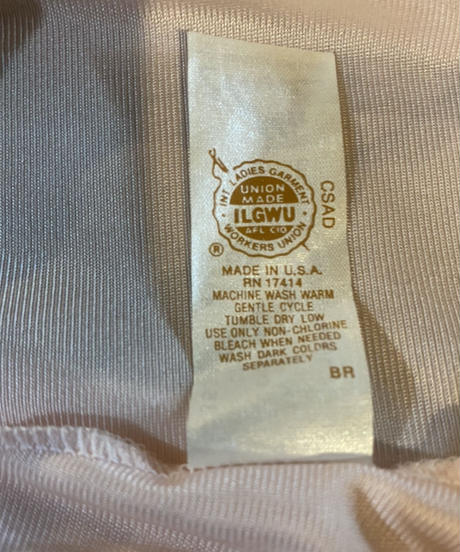 INT LADIES GARMENT
UNION
MADE
ILGWU
AFL CIO
WORKERS UNION
®
CSAD
MADE IN U.S.A.
RN 17414
MACHINE WASH WARM
GENTLE CYCLE
TUMBLE DRY LOW
USE ONLY NON-CHLORINE
BLEACH WHEN NEEDED
WASH DARK COLORS
SEPARATELY
BR